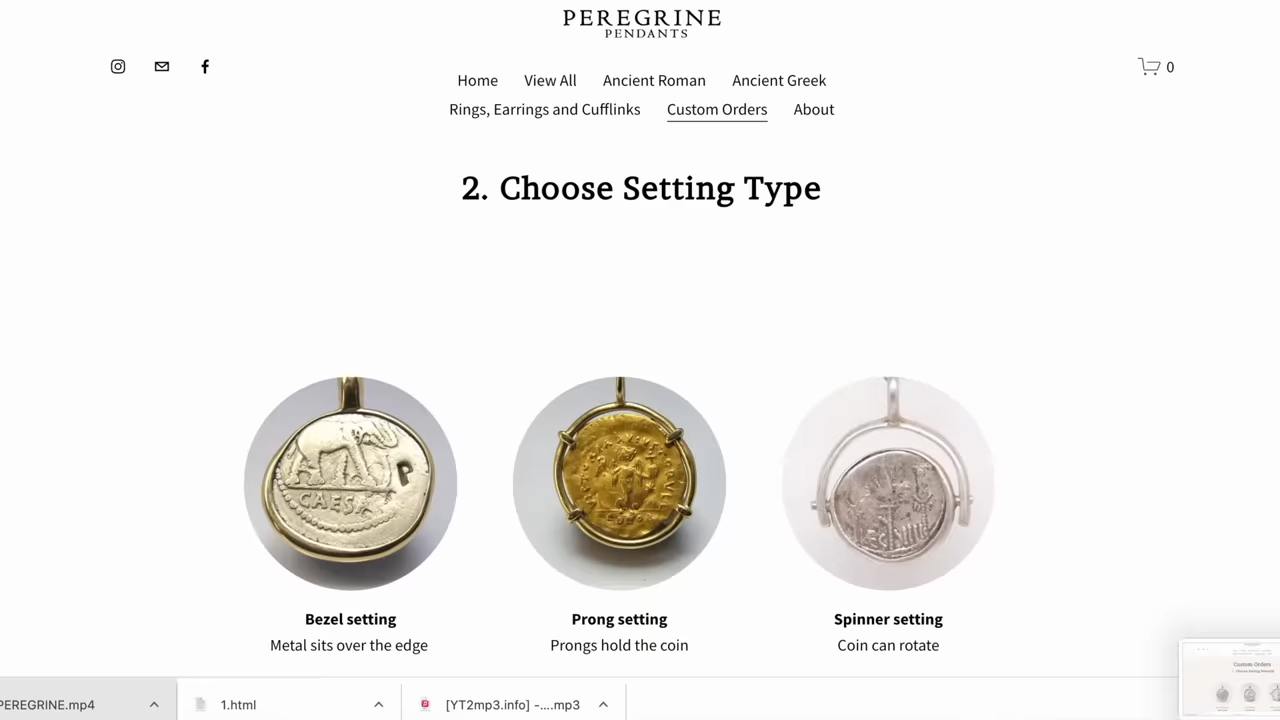 PEREGRINE
PENDANTS
0
Home View All Ancient Roman Ancient Greek
Rings, Earrings and Cufflinks Custom Orders About
2. Choose Setting Type
CAESA
Bezel setting
Metal sits over the edge
Prong setting
Prongs hold the coin
Spinner setting
Coin can rotate
PEREGRINE.mp4
1.html
[YT2mp3.info] -....mp3
Custom Orders